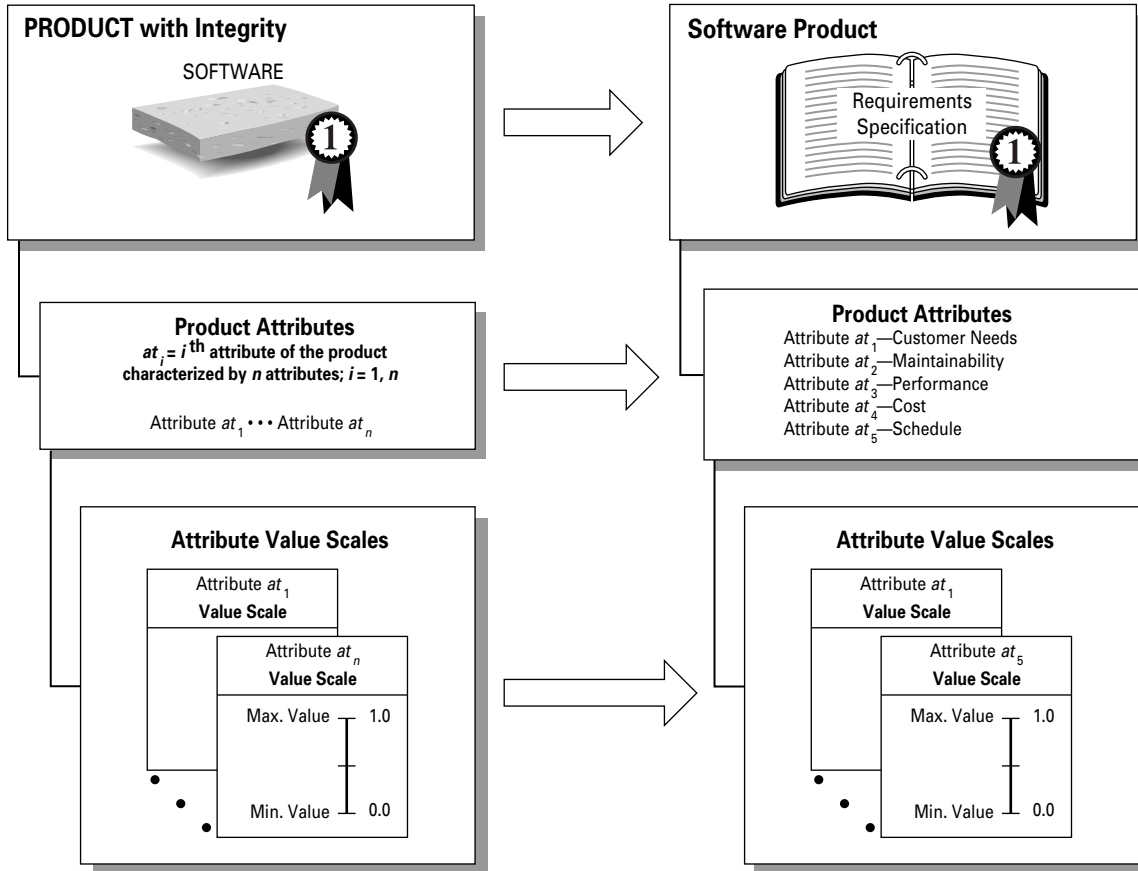 PRODUCT with Integrity
SOFTWARE
1
Product Attributes
at i = i th attribute of the product
characterized by n attributes; i = 1, n
Attribute at 1 • • • Attribute at n
Attribute Value Scales
Attribute at 1
Value Scale
Attribute at n
Value Scale
Max. Value 1.0
Min. Value 0.0
Software Product
Requirements
Specification
1
Product Attributes
Attribute at 1—Customer Needs
Attribute at 2—Maintainability
Attribute at 3—Performance
Attribute at 4—Cost
Attribute at 5—Schedule
Attribute Value Scales
Attribute at 1
Value Scale
Attribute at 5
Value Scale
Max. Value 1.0
Min. Value 0.0